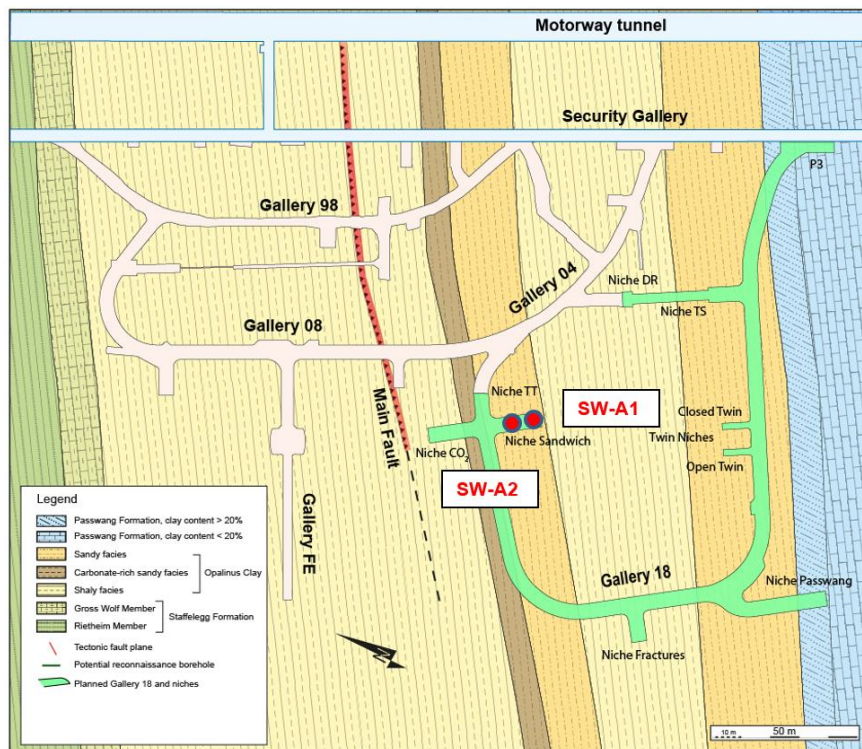 Motorway tunnel
Security Gallery
P3
Gallery 98
Niche DR
Gallery 04
Niche TS
Gallery 08
Main Fault
Niche TT
SW-A1
Closed Twin
Niche Sandwich
Twin Niches
Niche CO₂
Open Twin
SW-A2
Gallery FE
Gallery 18
Niche Passwang
Niche Fractures
Legend
Passwang Formation, clay content > 20%
Passwang Formation, clay content < 20%
Sandy facies
Carbonate-rich sandy facies
Opalinus Clay
Shaly facies
Gross Wolf Member
Staffelegg Formation
Rietheim Member
Tectonic fault plane
Potential reconnaissance borehole
Planned Gallery 18 and niches
N
10 m 50 m